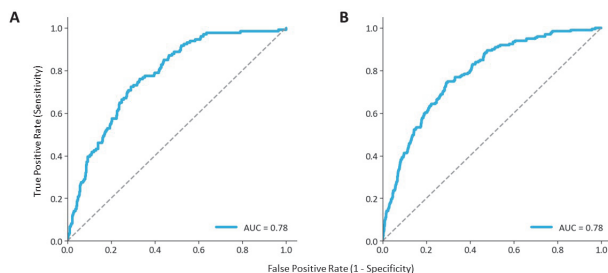 A
B
True Positive Rate (Sensitivity)
1.0
0.8
0.6
0.4
0.2
0.0
0.0 0.2 0.4 0.6 0.8 1.0
AUC = 0.78
1.0
0.8
0.6
0.4
0.2
0.0
0.0 0.2 0.4 0.6 0.8 1.0
AUC = 0.78
False Positive Rate (1 - Specificity)